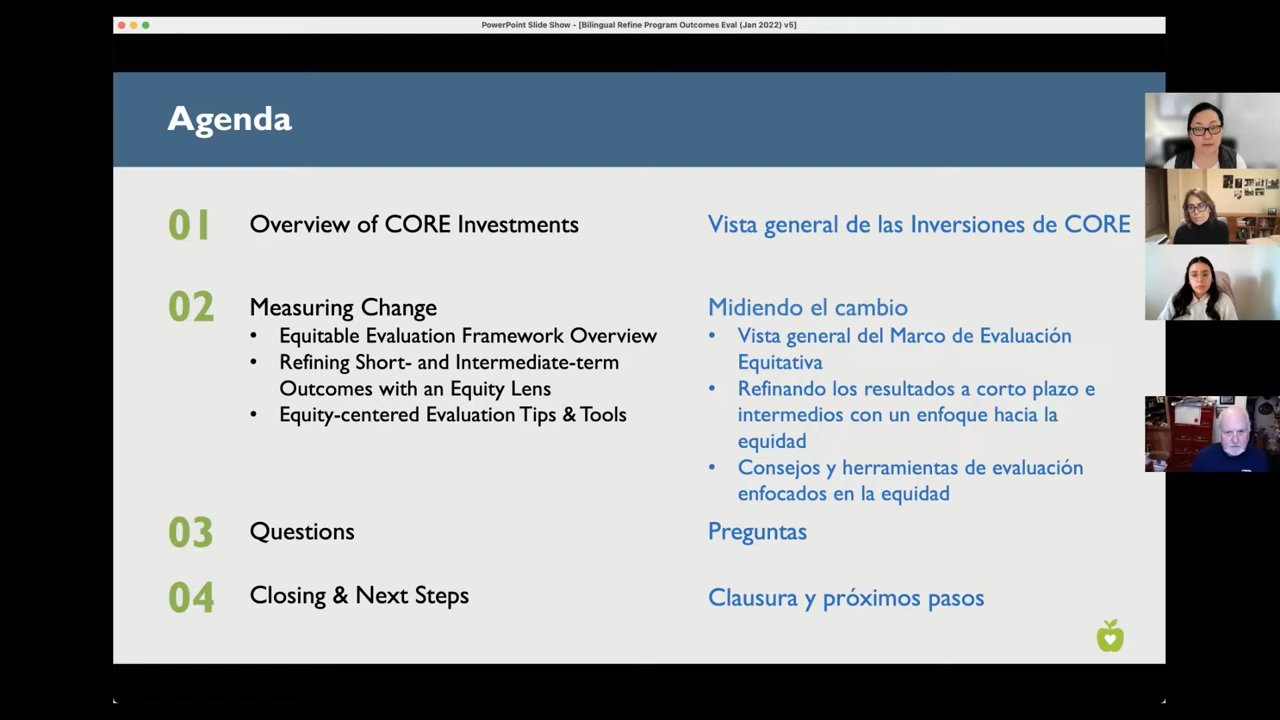 PowerPoint Slide Show - [Bilingual Refine Program Outcomes Eval (Jan 2022) v5]
Agenda
01 Overview of CORE Investments
Vista general de las Inversiones de CORE
02 Measuring Change
• Equitable Evaluation Framework Overview
• Refining Short- and Intermediate-term
Outcomes with an Equity Lens
• Equity-centered Evaluation Tips & Tools
Midiendo el cambio
• Vista general del Marco de Evaluación
Equitativa
• Refinando los resultados a corto plazo e
intermedios con un enfoque hacia la
equidad
• Consejos y herramientas de evaluación
enfocados en la equidad
03 Questions
Preguntas
04 Closing & Next Steps
Clausura y próximos pasos